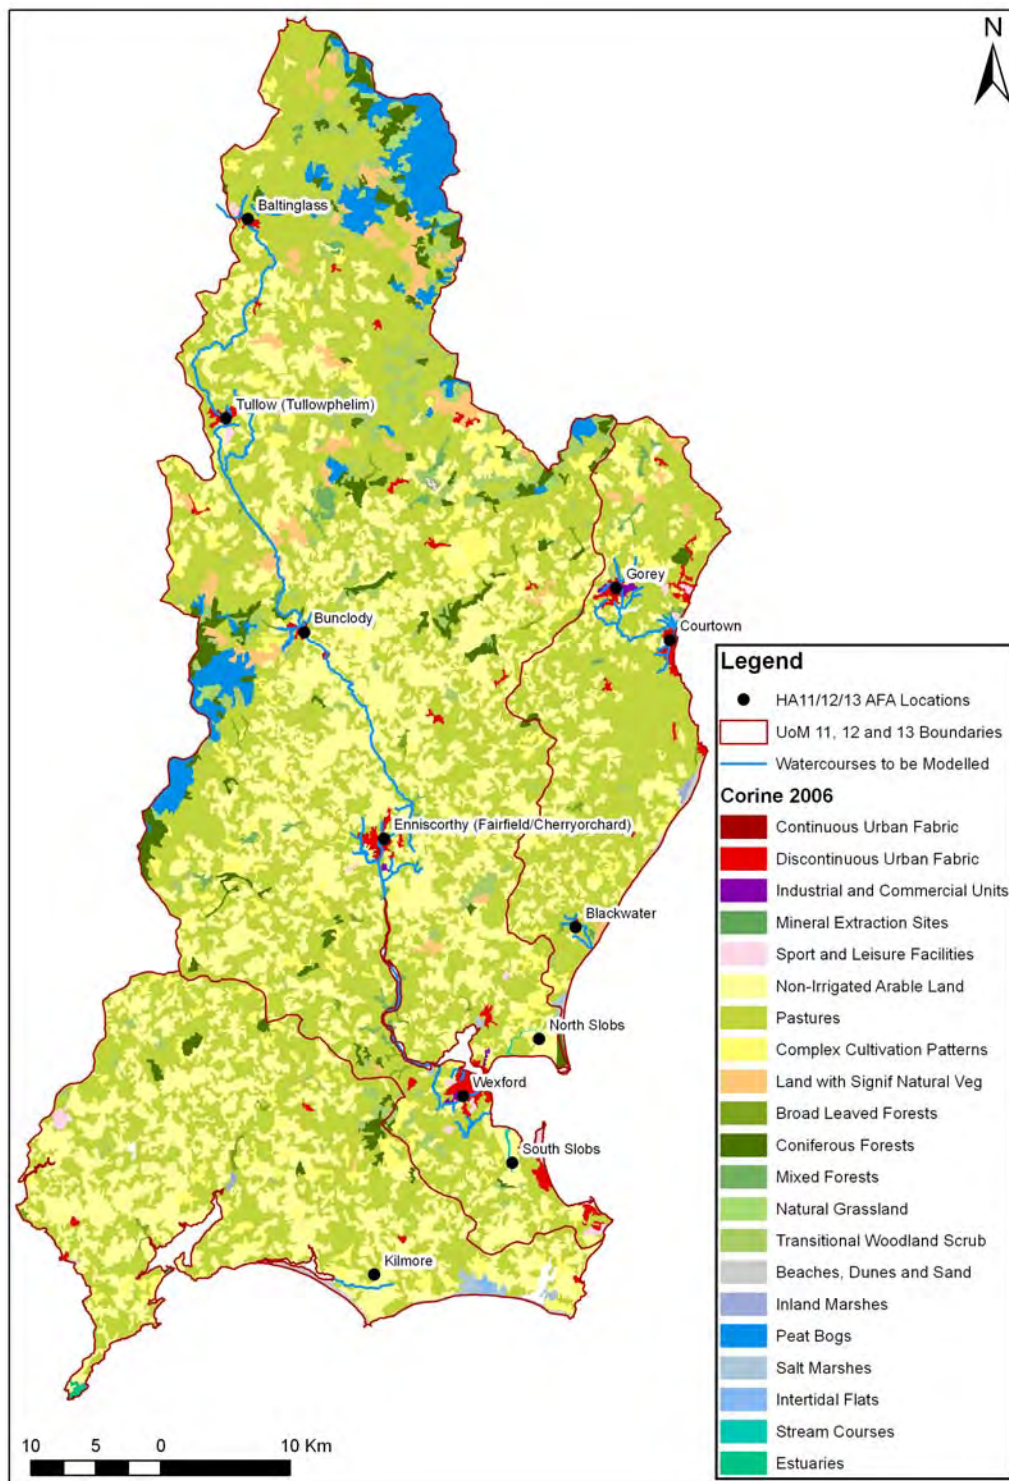 N
Baltinglass
Tullow (Tullowphelim)
Gorey
Bunclody
Courtown
Enniscorthy (Fairfield/Cherryorchard)
Blackwater
North Slobs
Wexford
South Slobs
Kilmore
Legend
HA11/12/13 AFA Locations
UoM 11, 12 and 13 Boundaries
Watercourses to be Modelled
Corine 2006
Continuous Urban Fabric
Discontinuous Urban Fabric
Industrial and Commercial Units
Mineral Extraction Sites
Sport and Leisure Facilities
Non-Irrigated Arable Land
Pastures
Complex Cultivation Patterns
Land with Signif Natural Veg
Broad Leaved Forests
Coniferous Forests
Mixed Forests
Natural Grassland
Transitional Woodland Scrub
Beaches, Dunes and Sand
Inland Marshes
Peat Bogs
Salt Marshes
Intertidal Flats
Stream Courses
Estuaries
10 5 0 10 Km